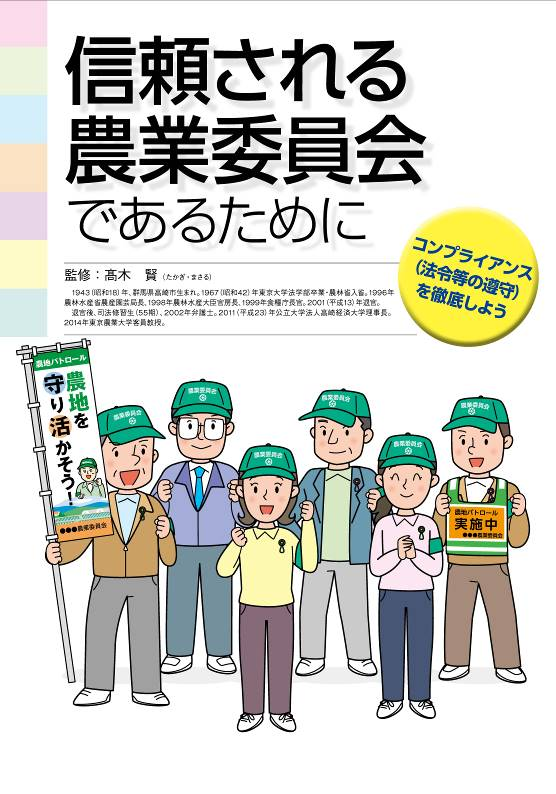 信頼される
農業委員会
であるために
監修：髙木　賢（たかぎ・まさる）
1943（昭和18）年、群馬県高崎市生まれ。1967（昭和42）年東京大学法学部卒業・農林省入省。1996年
農林水産省農産園芸局長、1998年農林水産大臣官房長、1999年食糧庁長官。2001（平成13）年退官。
退官後、司法修習生（55期）、2002年弁護士。2011（平成23）年公立大学法人高崎経済大学理事長。
2014年東京農業大学客員教授。
コンプライアンス
（法令等の遵守）
を徹底しよう
農地パトロール
農地を
守り活かそう！
●●●農業委員会
農業委員会
農業委員会
農業委員会
農業委員会
農業委員会
農業委員会
農地パトロール
実施中
●●●農業委員会